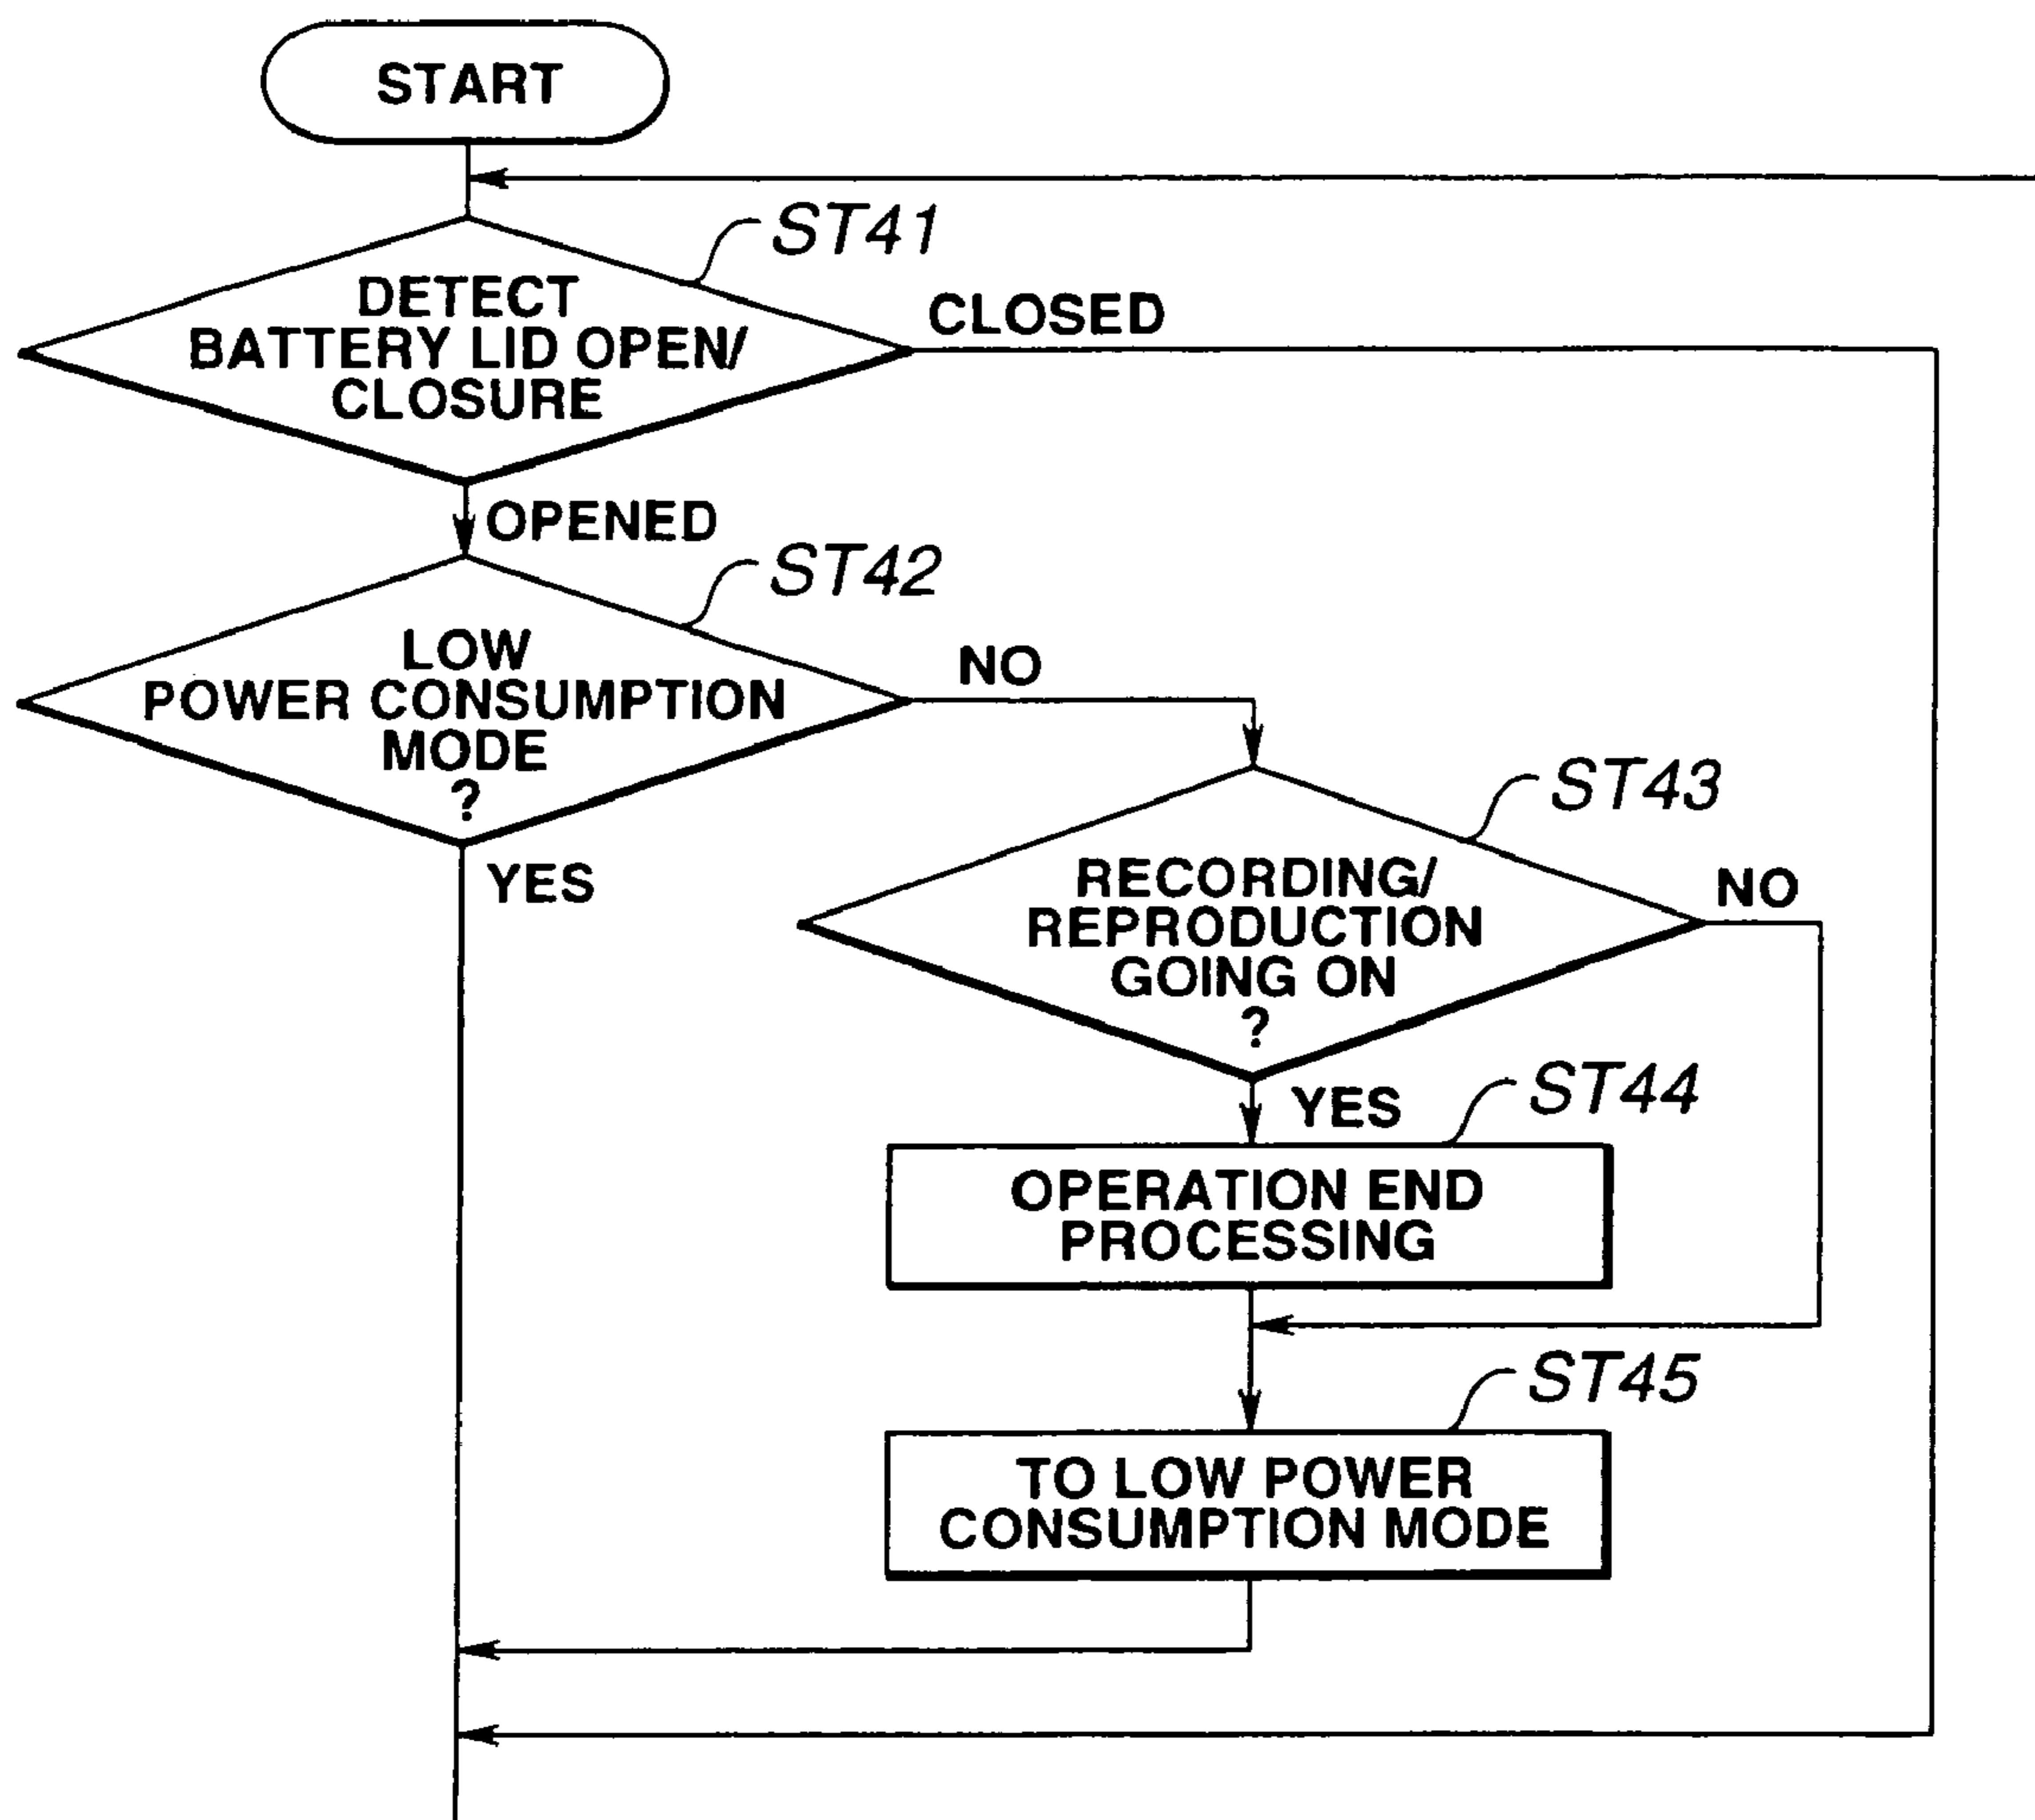 START
ST41
DETECT
BATTERY LID OPEN/
CLOSURE
CLOSED
OPENED
ST42
LOW
POWER CONSUMPTION
MODE
?
NO
YES
ST43
RECORDING/
REPRODUCTION
GOING ON
?
NO
YES
ST44
OPERATION END
PROCESSING
ST45
TO LOW POWER
CONSUMPTION MODE